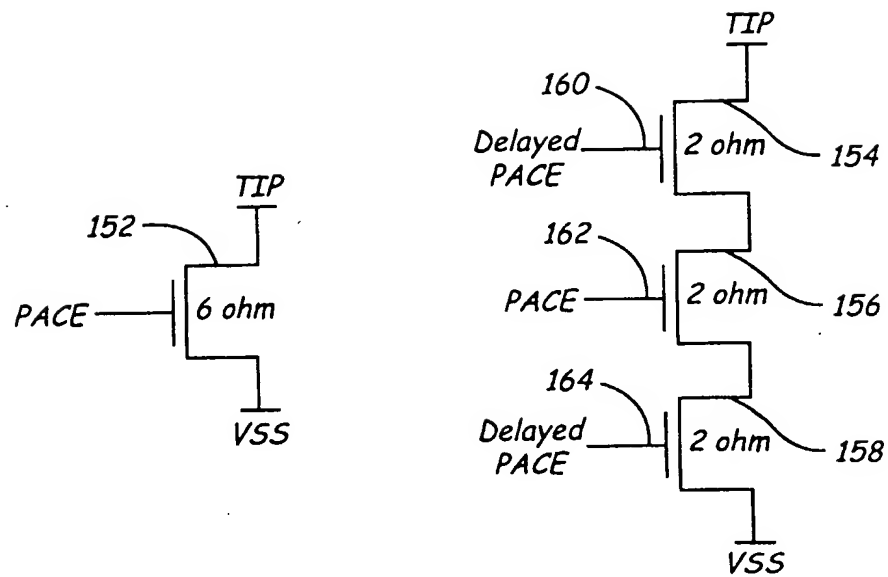 TIP
152
PACE
6 ohm
VSS
TIP
160
Delayed
PACE
2 ohm
154
162
PACE
2 ohm
156
164
Delayed
PACE
2 ohm
158
VSS